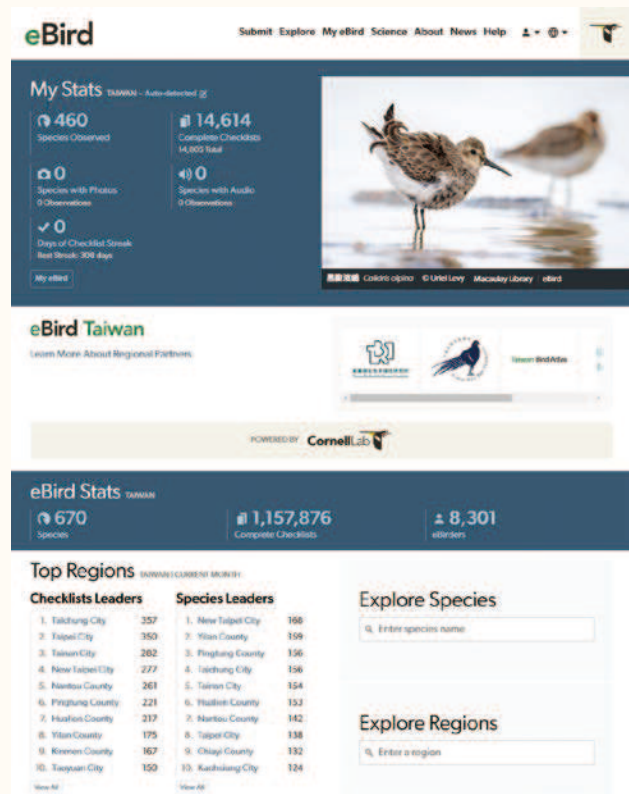 eBird
Submit Explore My eBird Science About News Help
My Stats TAIWAN – Auto-detected
460
Species Observed
14,614
Complete Checklists
14,805 Total
0
Species with Photos
0 Observations
0
Species with Audio
0 Observations
0
Days of Checklist Streak
Best Streak: 308 days
My eBird
Calidris alpina © Uriel Levy Macaulay Library eBird
eBird Taiwan
Learn More About Regional Partners
Taiwan Bird Atlas
POWERED BY CornellLab
eBird Stats TAIWAN
670
Species
1,157,876
Complete Checklists
8,301
eBirders
Top Regions TAIWAN | CURRENT MONTH
Checklists Leaders
1. Taichung City 357
2. Taipei City 350
3. Tainan City 282
4. New Taipei City 277
5. Nantou County 261
6. Pingtung County 221
7. Hualien County 217
8. Yilan County 175
9. Kinmen County 167
10. Taoyuan City 150
View All
Species Leaders
1. New Taipei City 168
2. Yilan County 159
3. Pingtung County 156
4. Taichung City 156
5. Tainan City 154
6. Hualien County 153
7. Nantou County 142
8. Taipei City 138
9. Chiayi County 132
10. Kaohsiung City 124
View All
Explore Species
Enter species name
Explore Regions
Enter a region